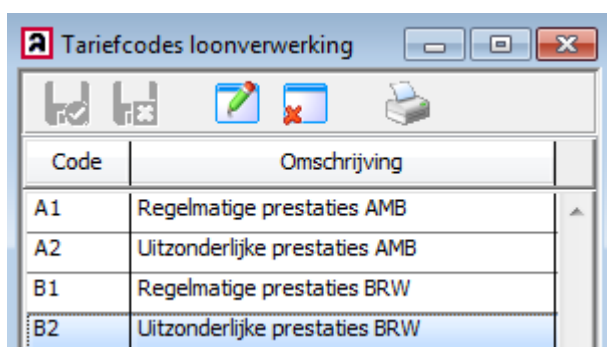 a Tariefcodes loonverwerking
Code Omschrijving
A1 Regelmatige prestaties AMB
A2 Uitzonderlijke prestaties AMB
B1 Regelmatige prestaties BRW
B2 Uitzonderlijke prestaties BRW